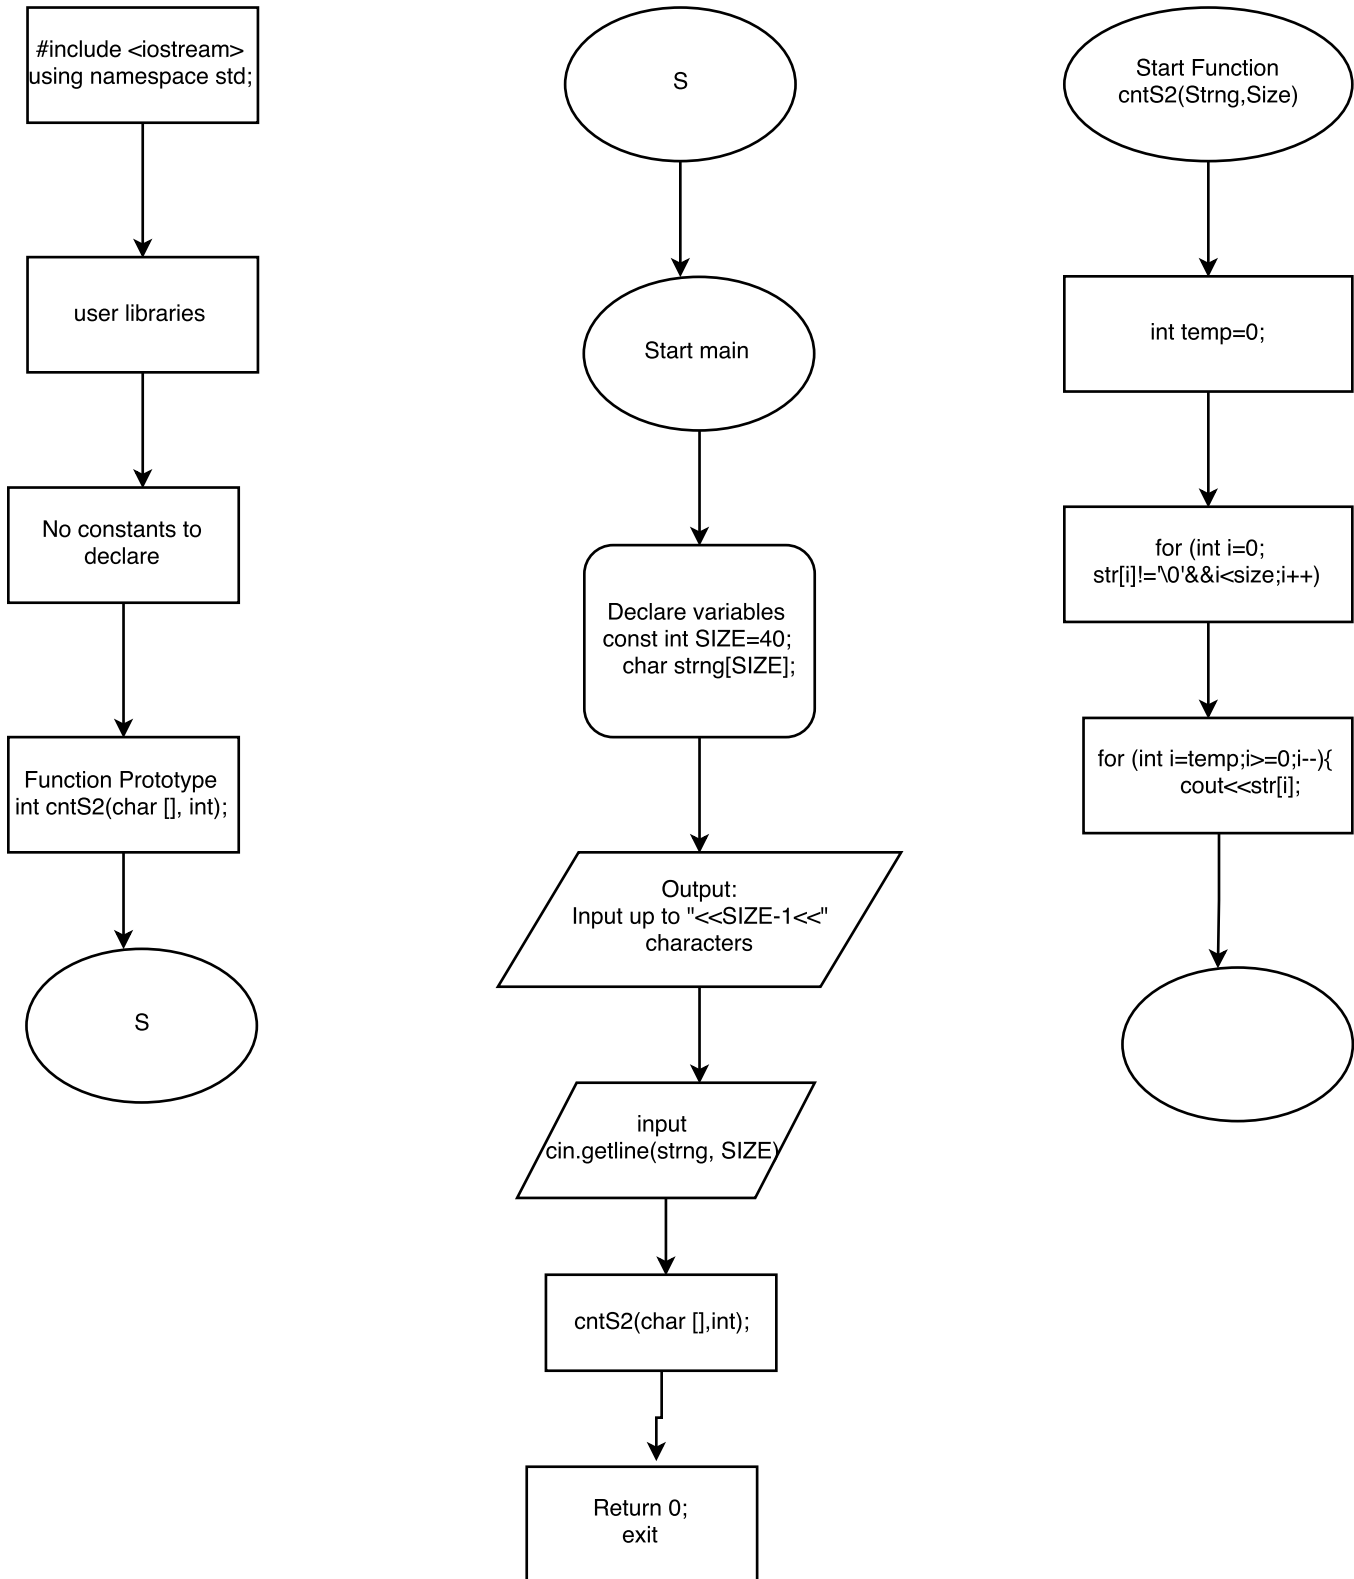 #include <iostream>
using namespace std;
user libraries
No constants to
declare
Function Prototype
int cntS2(char [], int);
S
S
Start main
Declare variables
const int SIZE=40;
char strng[SIZE];
Output:
Input up to "<<SIZE-1<<"
characters
input
cin.getline(strng, SIZE)
cntS2(char [],int);
Return 0;
exit
Start Function
cntS2(Strng,Size)
int temp=0;
for (int i=0;
str[i]!='\0'&&i<size;i++)
for (int i=temp;i>=0;i--){
cout<<str[i];